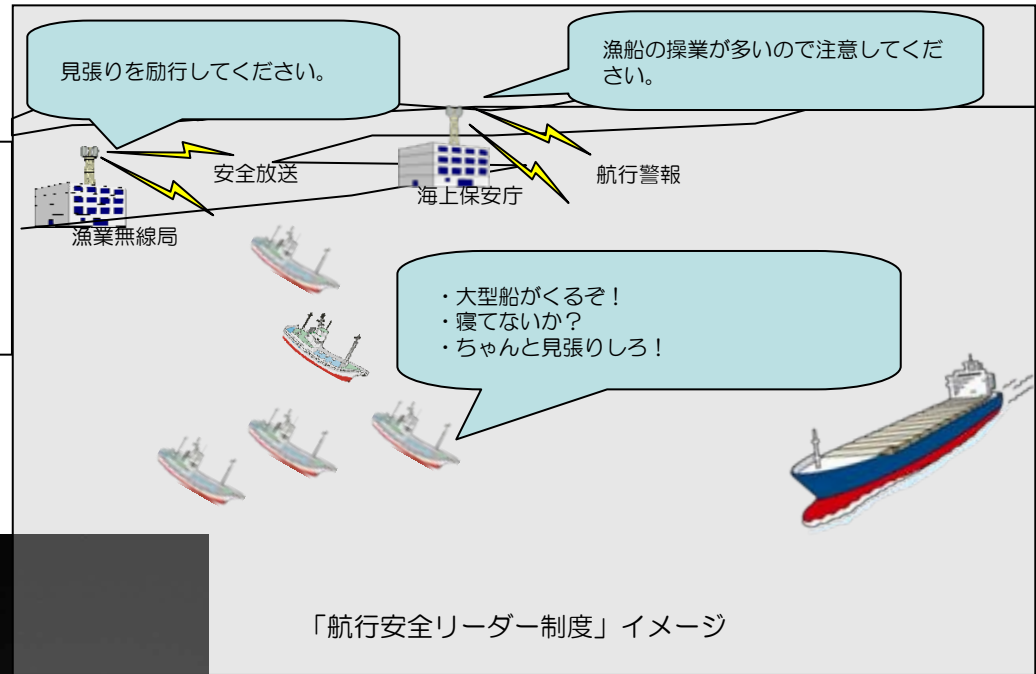 見張りを励行してください。
漁船の操業が多いので注意してくだ
さい。
安全放送
航行警報
海上保安庁
漁業無線局
・大型船がくるぞ!
・寝てないか?
・ちゃんと見張りしろ!
「航行安全リーダー制度」イメージ